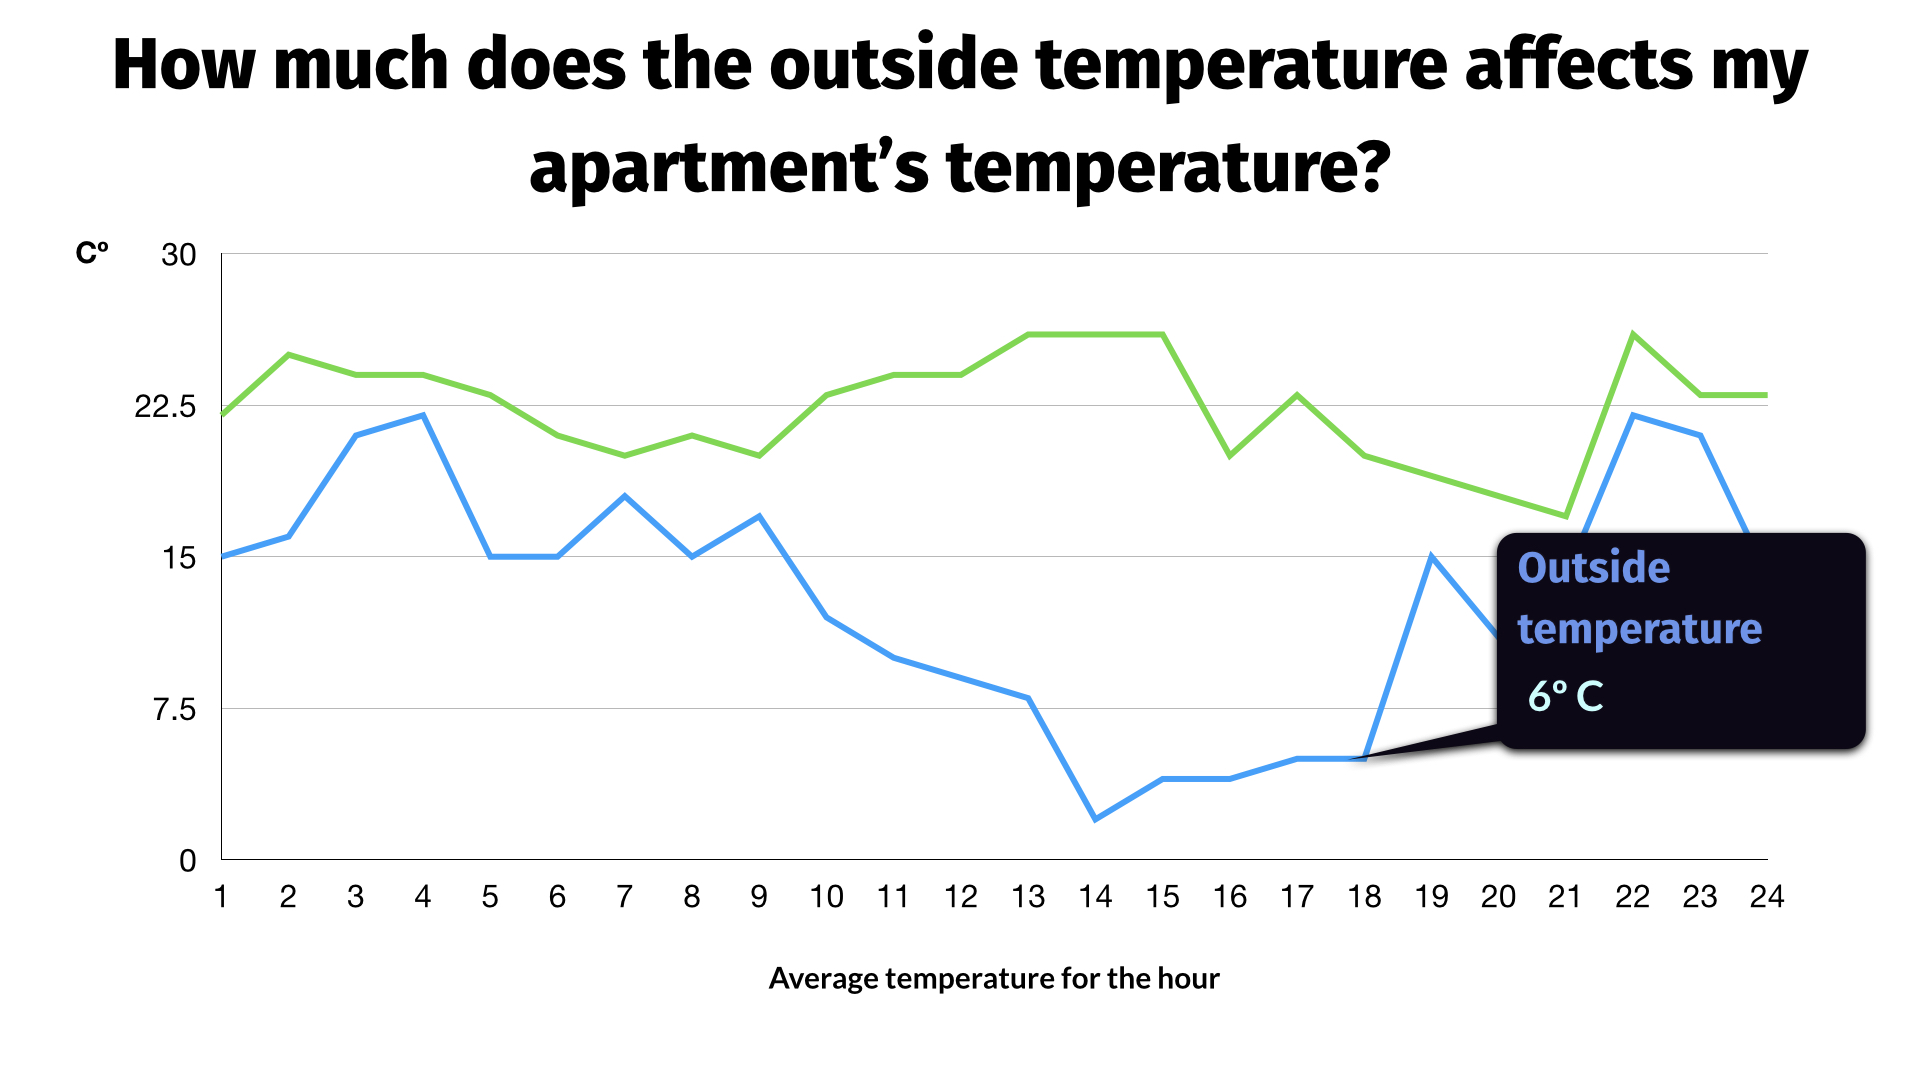 How much does the outside temperature affects my
apartment’s temperature?
Cº
30
22.5
15
7.5
0
Outside
temperature
6º C
1 2 3 4 5 6 7 8 9 10 11 12 13 14 15 16 17 18 19 20 21 22 23 24
Average temperature for the hour